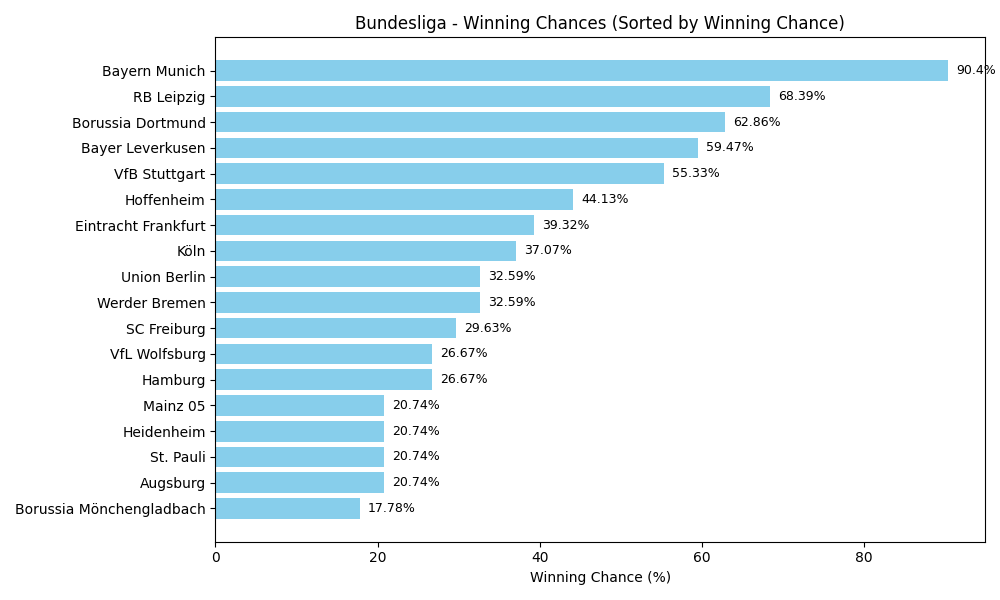 Bundesliga - Winning Chances (Sorted by Winning Chance)
Bayern Munich 90.4%
RB Leipzig 68.39%
Borussia Dortmund 62.86%
Bayer Leverkusen 59.47%
VfB Stuttgart 55.33%
Hoffenheim 44.13%
Eintracht Frankfurt 39.32%
Köln 37.07%
Union Berlin 32.59%
Werder Bremen 32.59%
SC Freiburg 29.63%
VfL Wolfsburg 26.67%
Hamburg 26.67%
Mainz 05 20.74%
Heidenheim 20.74%
St. Pauli 20.74%
Augsburg 20.74%
Borussia Mönchengladbach 17.78%
0 20 40 60 80
Winning Chance (%)